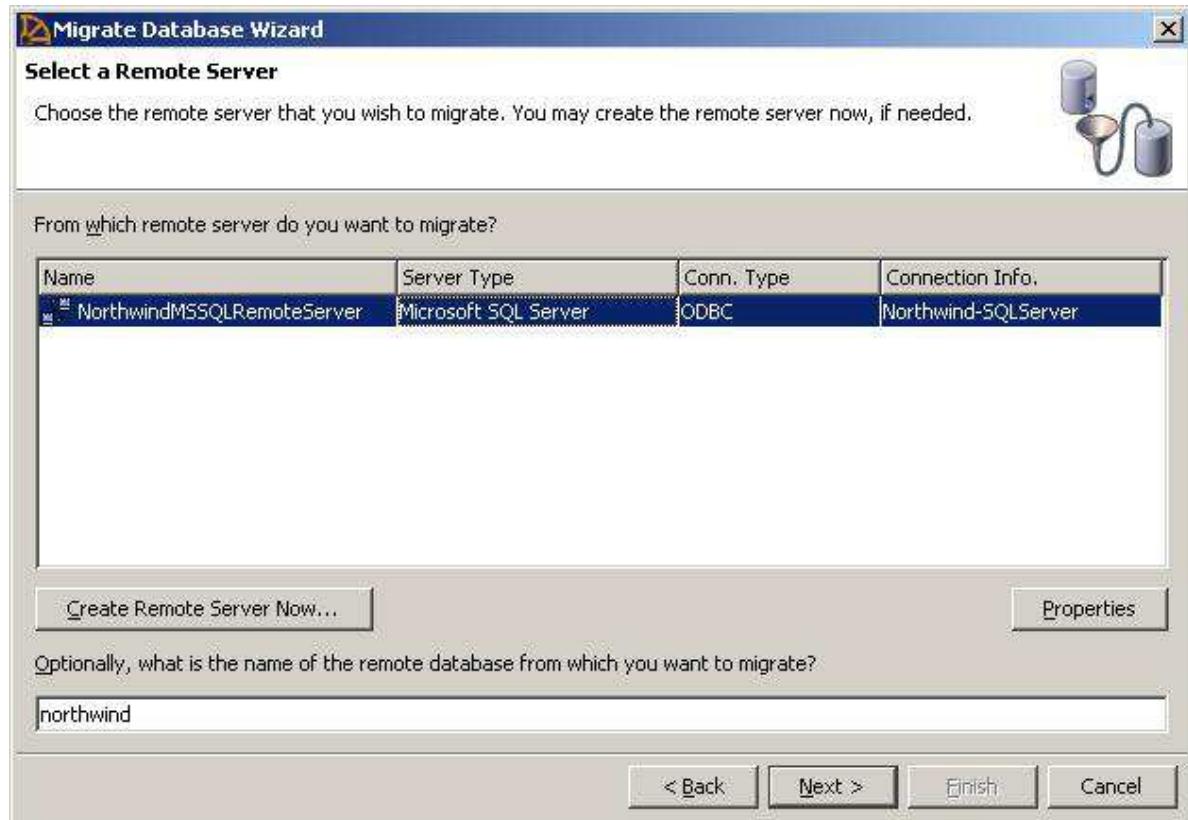 Migrate Database Wizard
Select a Remote Server
Choose the remote server that you wish to migrate. You may create the remote server now, if needed.
From which remote server do you want to migrate?
Name Server Type Conn. Type Connection Info.
NorthwindMSSQLRemoteServer Microsoft SQL Server ODBC Northwind-SQLServer
Create Remote Server Now... Properties
Optionally, what is the name of the remote database from which you want to migrate?
northwind
< Back Next > Finish Cancel